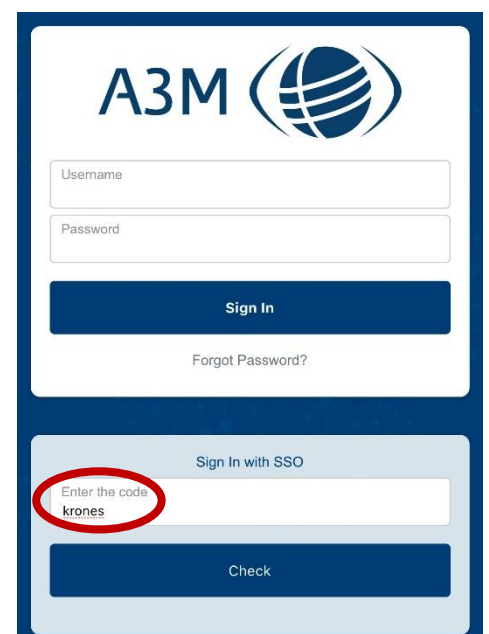 A3M
Username
Password
Sign In
Forgot Password?
Sign In with SSO
Enter the code
krones
Check